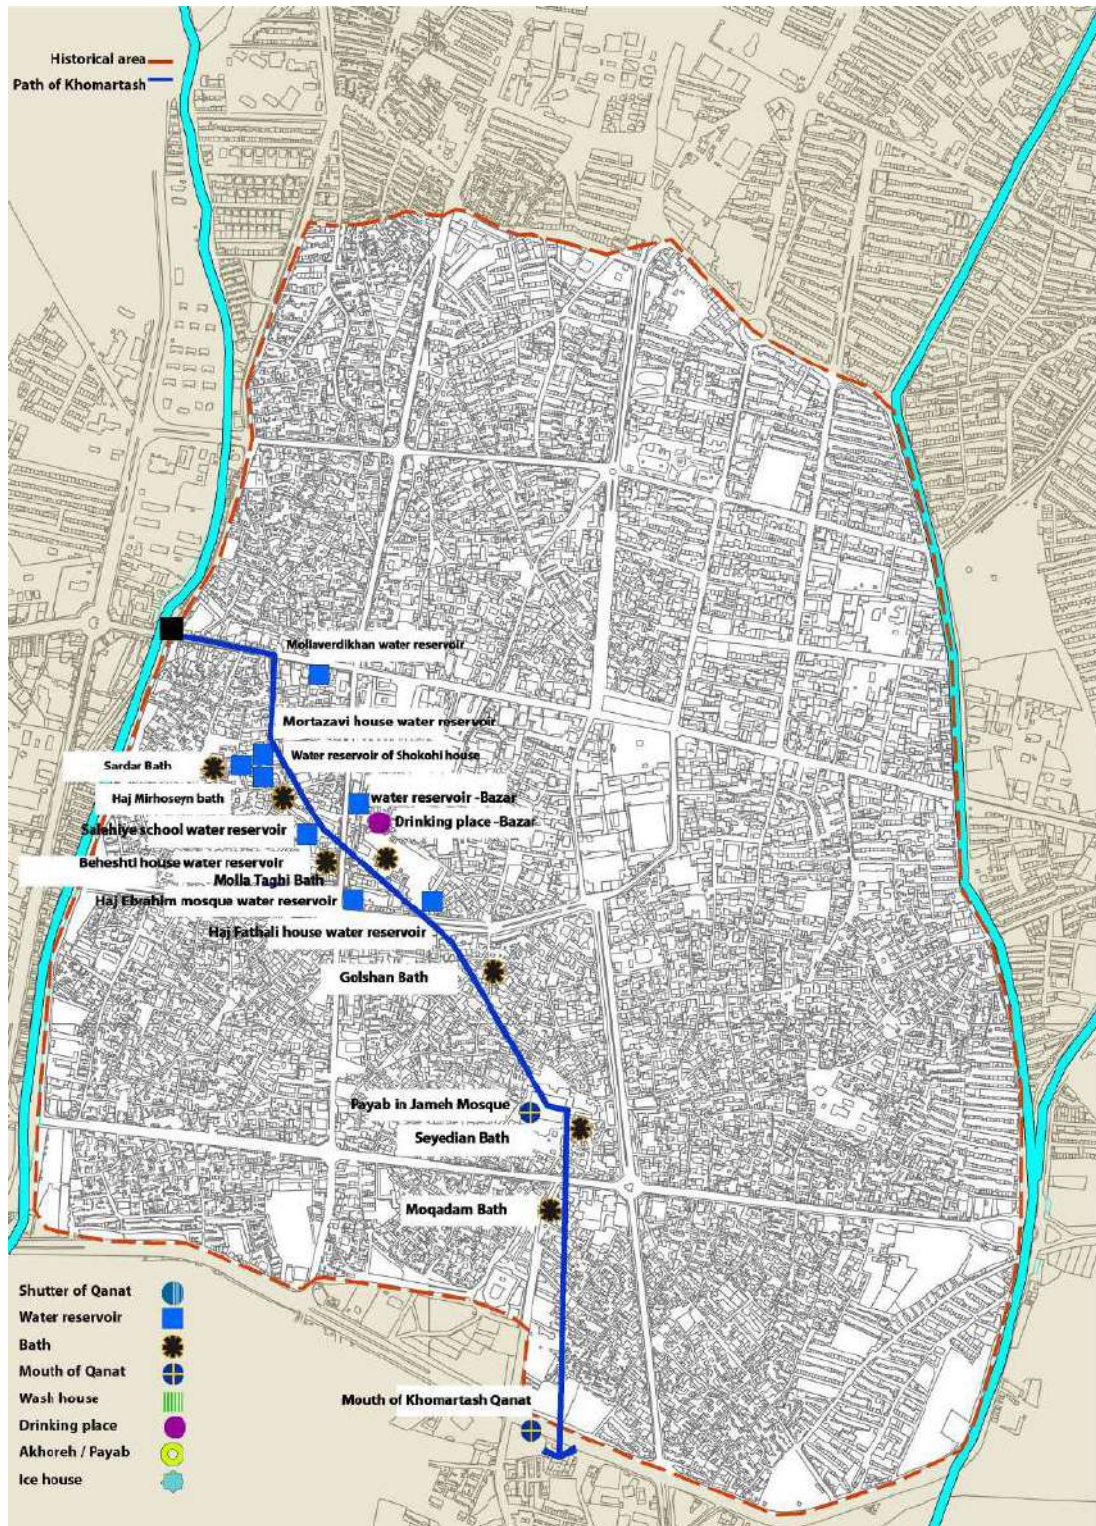 Historical area
Path of Khomartash
Mollaverdikhan water reservoir
Mortazavi house water reservoir
Water reservoir of Shokohi house
Sardar Bath
Haj Mirhoseyn bath
water reservoir -Bazar
Drinking place -Bazar
Salehiye school water reservoir
Beheshti house water reservoir
Molla Taghi Bath
Haj Ebrahim mosque water reservoir
Haj Fathali house water reservoir
Golshan Bath
Payab in Jameh Mosque
Seyedian Bath
Moqadam Bath
Mouth of Khomartash Qanat
Shutter of Qanat
Water reservoir
Bath
Mouth of Qanat
Wash house
Drinking place
Akhoreh / Payab
Ice house